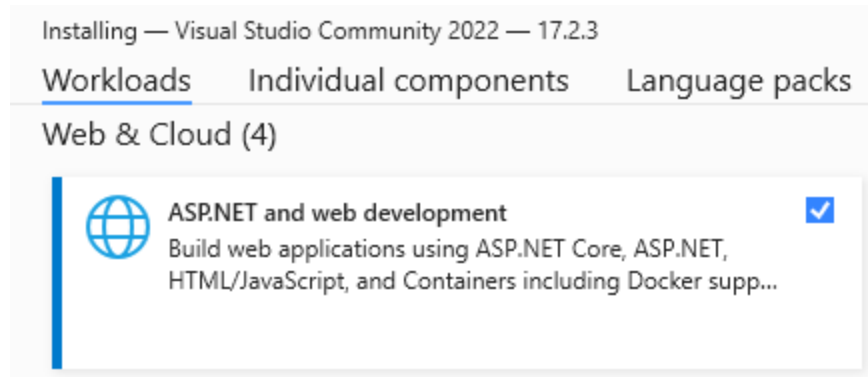 Installing — Visual Studio Community 2022 — 17.2.3
Workloads Individual components Language packs
Web & Cloud (4)
ASP.NET and web development
Build web applications using ASP.NET Core, ASP.NET,
HTML/JavaScript, and Containers including Docker supp...